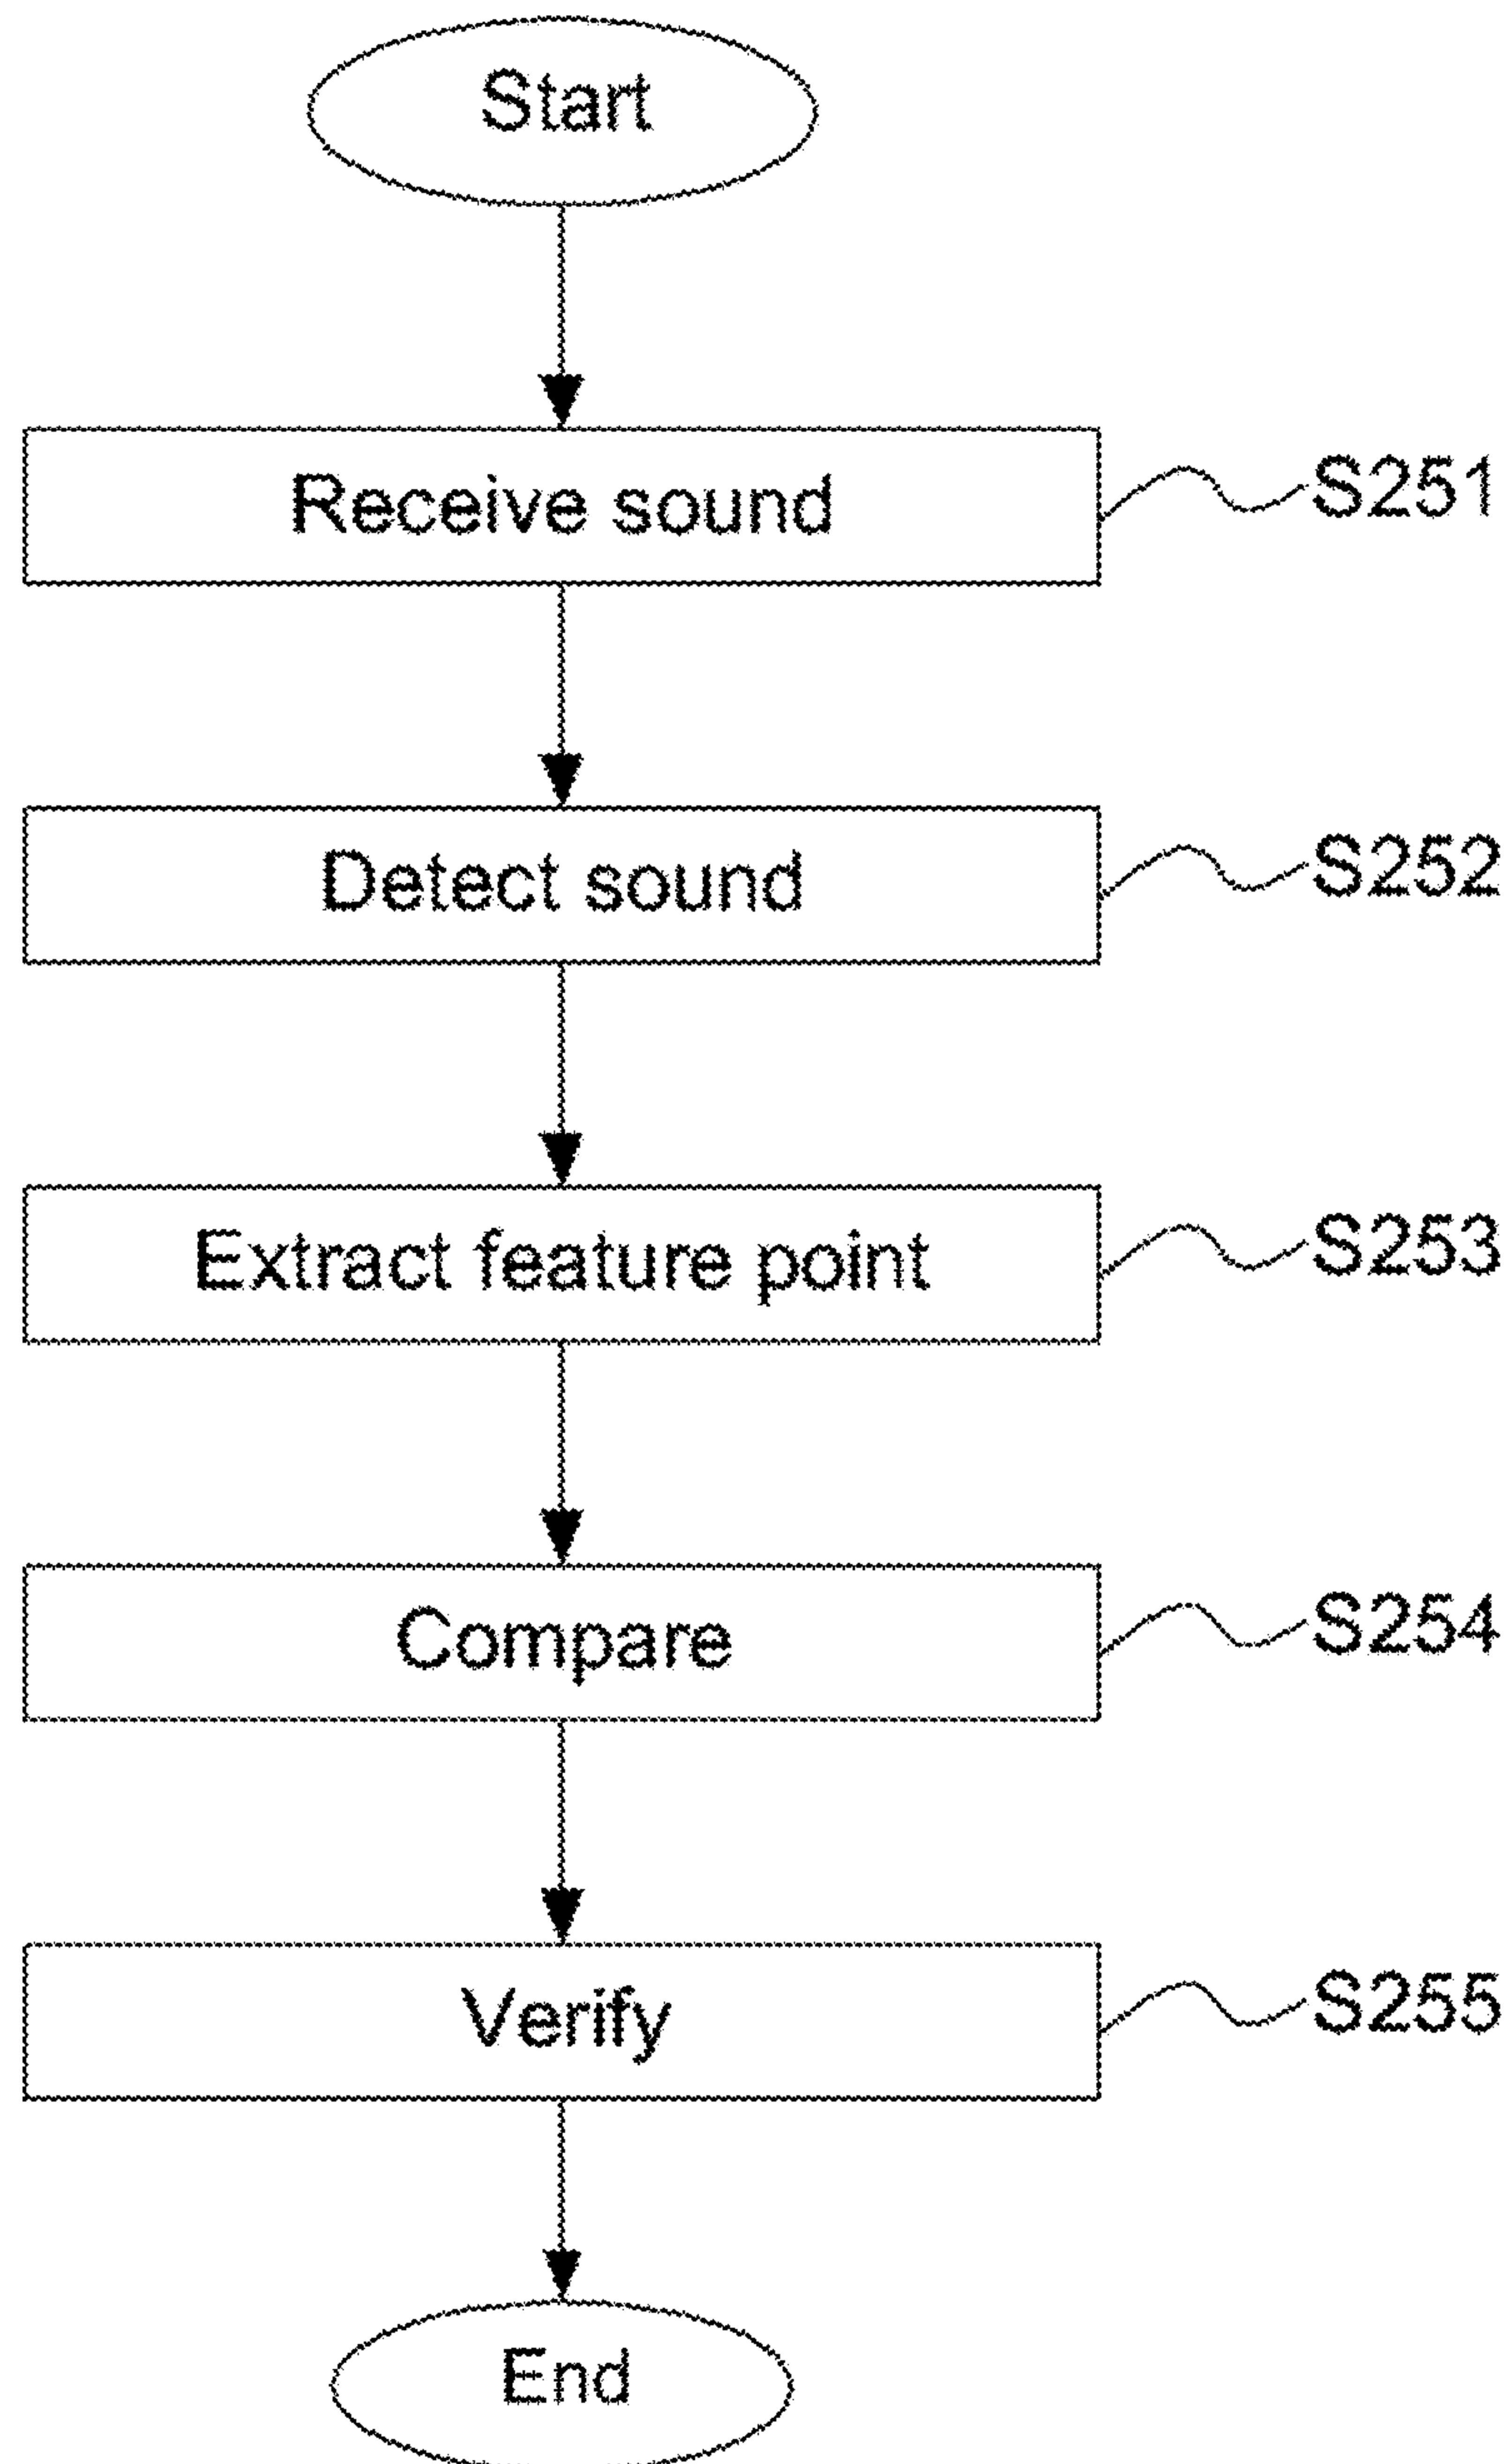 Start
Receive sound
S251
Detect sound
S252
Extract feature point
S253
Compare
S254
Verify
S255
End